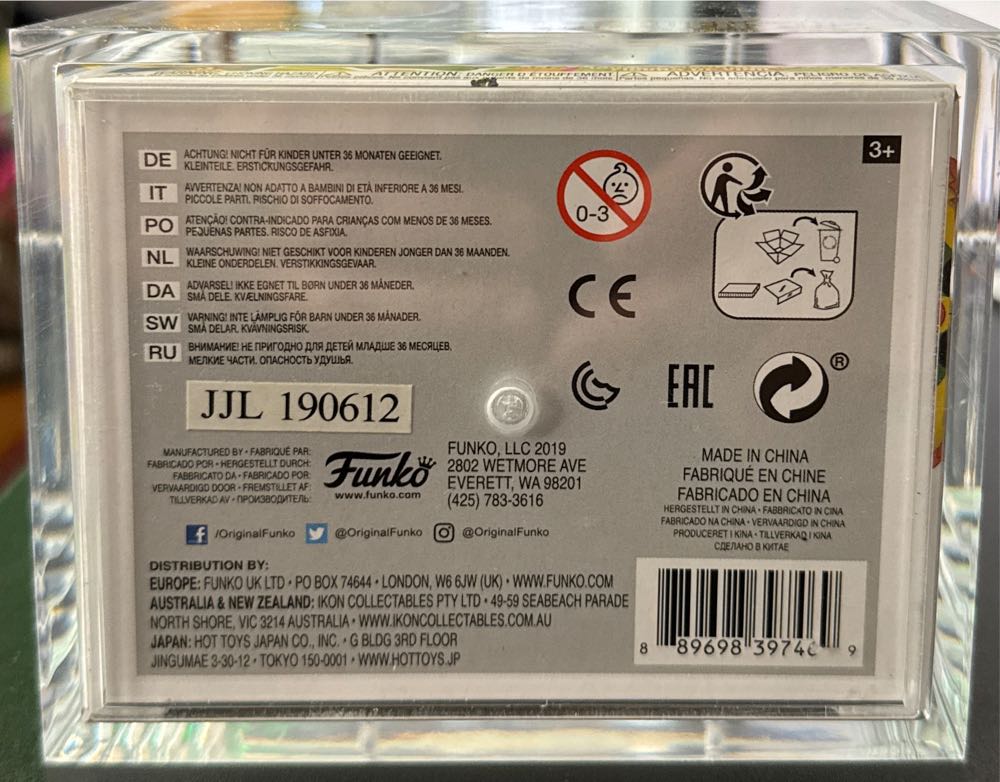 ATTENTION: DANGER D'ÉTOUFFEMENT ADVERTENCIA: PELIGRO DE ASFIXIA
3+
DE ACHTUNG! NICHT FÜR KINDER UNTER 36 MONATEN GEEIGNET.
KLEINTEILE. ERSTICKUNGSGEFAHR.
IT AVVERTENZA! NON ADATTO A BAMBINI DI ETÀ INFERIORE A 36 MESI.
PICCOLE PARTI. RISCHIO DI SOFFOCAMENTO.
PO ATENÇÃO! CONTRA-INDICADO PARA CRIANÇAS COM MENOS DE 36 MESES.
PEQUENAS PARTES. RISCO DE ASFIXIA.
NL WAARSCHUWING! NIET GESCHIKT VOOR KINDEREN JONGER DAN 36 MAANDEN.
KLEINE ONDERDELEN. VERSTIKKINGSGEVAAR.
DA ADVARSEL! IKKE EGNET TIL BØRN UNDER 36 MÅNEDER.
SMÅ DELE. KVÆLNINGSFARE.
SW VARNING! INTE LÄMPLIG FÖR BARN UNDER 36 MÅNADER.
SMÅ DELAR. KVÄVNINGSRISK.
RU ВНИМАНИЕ! НЕ ПРИГОДНО ДЛЯ ДЕТЕЙ МЛАДШЕ 36 МЕСЯЦЕВ.
МЕЛКИЕ ЧАСТИ. ОПАСНОСТЬ УДУШЬЯ.
0-3
CE
EAC
®
JJL 190612
MANUFACTURED BY • FABRIQUÉ PAR:
FABRICADO POR • HERGESTELLT DURCH:
FABBRICATO DA • FABRICADO POR:
VERVAARDIGD DOOR • FREMSTILLET AF:
TILLVERKAD AV • ПРОИЗВОДИТЕЛЬ:
Funko
www.funko.com
FUNKO, LLC 2019
2802 WETMORE AVE
EVERETT, WA 98201
(425) 783-3616
MADE IN CHINA
FABRIQUÉ EN CHINE
FABRICADO EN CHINA
HERGESTELLT IN CHINA • FABBRICATO IN CINA
FABRICADO NA CHINA • VERVAARDIGD IN CHINA
PRODUCERET I KINA • TILLVERKAD I KINA
СДЕЛАНО В КИТАЕ
/OriginalFunko @OriginalFunko @OriginalFunko
DISTRIBUTION BY:
EUROPE: FUNKO UK LTD • PO BOX 74644 • LONDON, W6 6JW (UK) • WWW.FUNKO.COM
AUSTRALIA & NEW ZEALAND: IKON COLLECTABLES PTY LTD • 49-59 SEABEACH PARADE
NORTH SHORE, VIC 3214 AUSTRALIA • WWW.IKONCOLLECTABLES.COM.AU
JAPAN: HOT TOYS JAPAN CO., INC. • G BLDG 3RD FLOOR
JINGUMAE 3-30-12 • TOKYO 150-0001 • WWW.HOTTOYS.JP
8 89698 39746 9